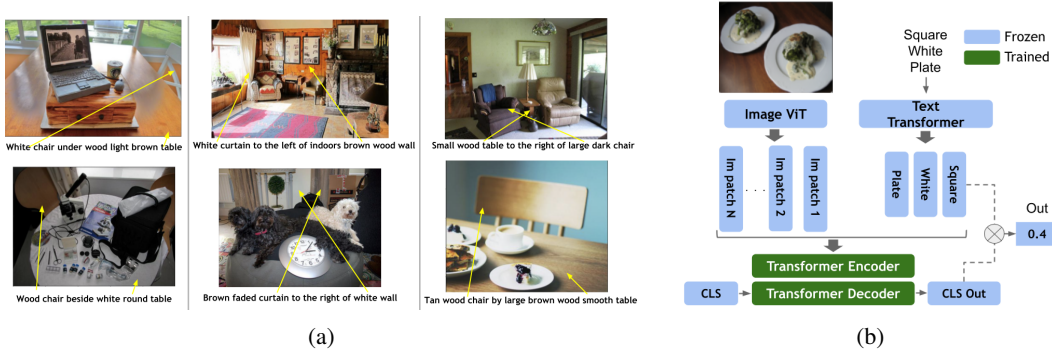 White chair under wood light brown table
White curtain to the left of indoors brown wood wall
Small wood table to the right of large dark chair
Wood chair beside white round table
Brown faded curtain to the right of white wall
Tan wood chair by large brown wood smooth table
(a)
Square
White
Plate
Frozen
Trained
Image ViT
Text
Transformer
Im patch N
. . . .
Im patch 2
Im patch 1
Plate
White
Square
Out
0.4
Transformer Encoder
CLS
Transformer Decoder
CLS Out
(b)